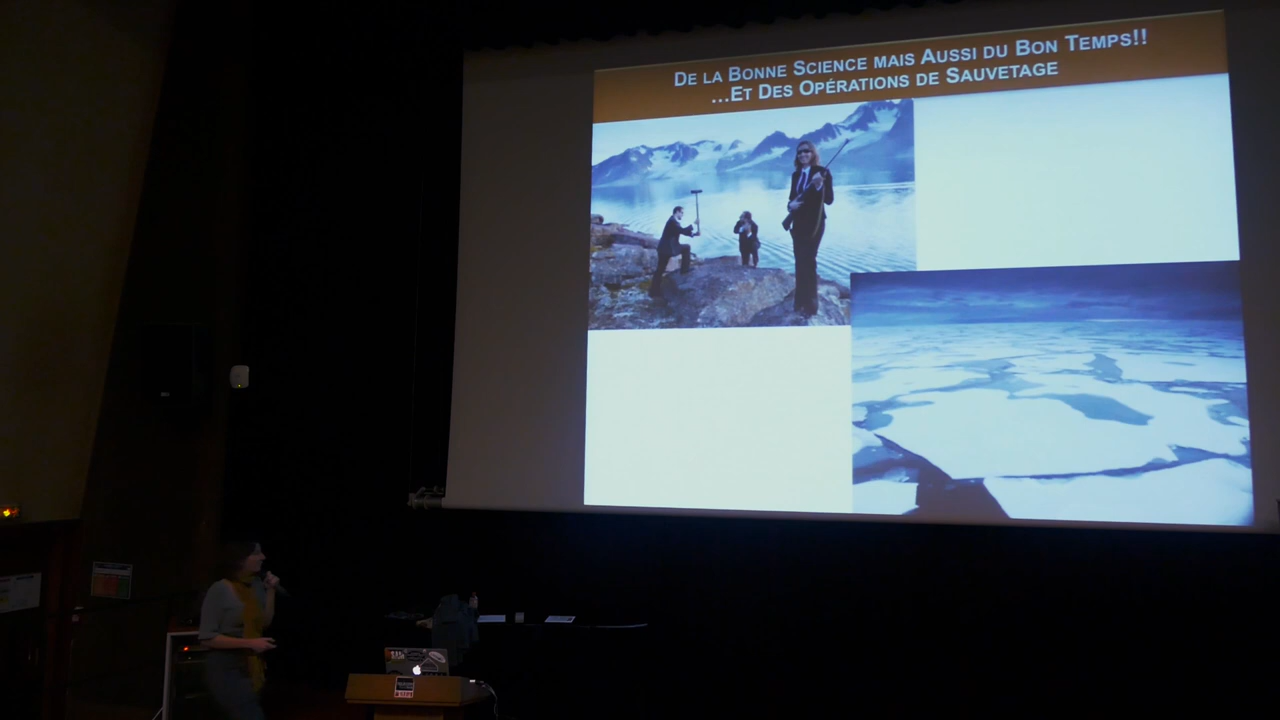 De la Bonne Science mais Aussi du Bon Temps!!
...Et Des Opérations de Sauvetage